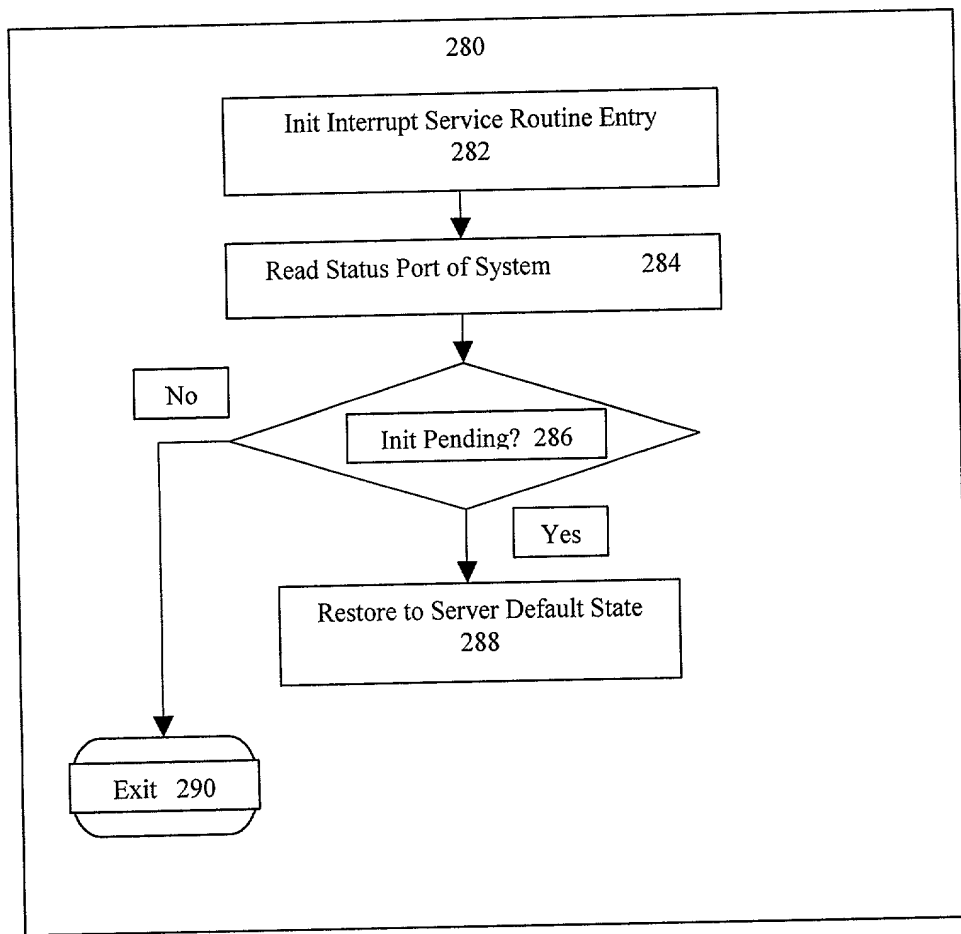 280
Init Interrupt Service Routine Entry
282
Read Status Port of System 284
No
Init Pending? 286
Yes
Restore to Server Default State
288
Exit 290